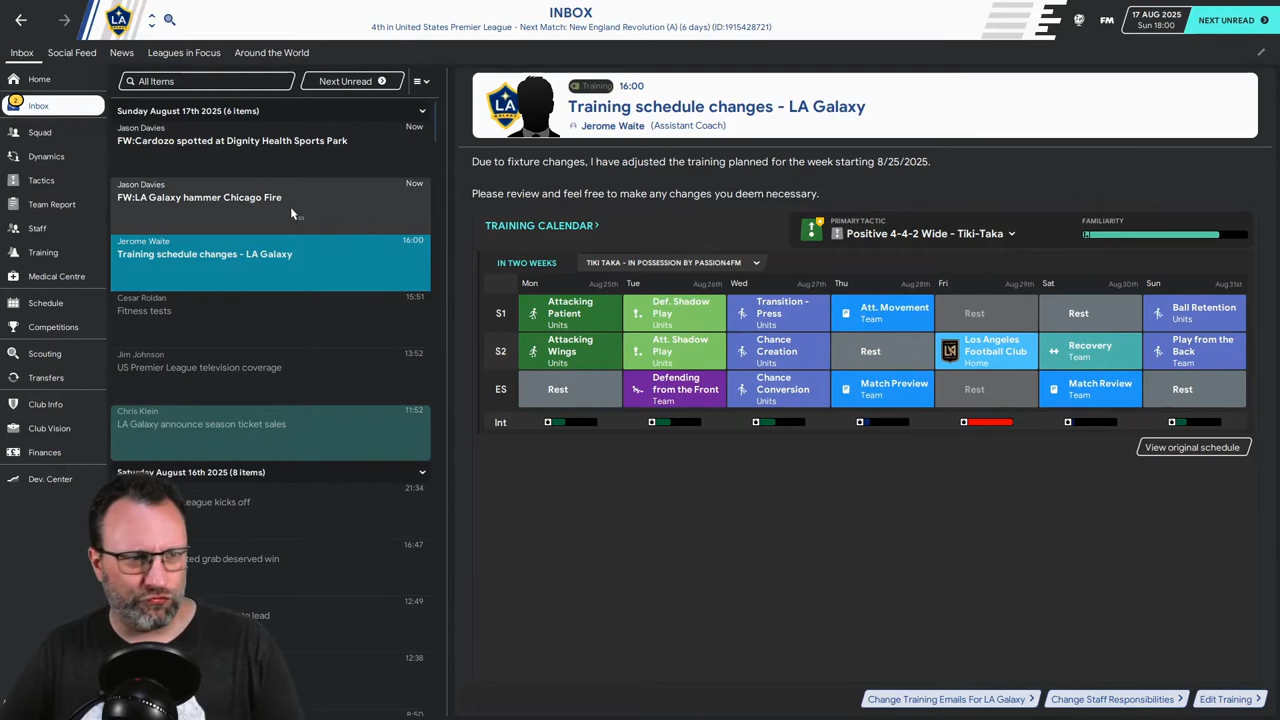 INBOX
4th in United States Premier League - Next Match: New England Revolution (A) (6 days) (ID:1915428721)
FM
17 AUG 2025
SUN 18:00
NEXT UNREAD
Inbox
Social Feed
News
Leagues in Focus
Around the World
Home
2
Inbox
Squad
Dynamics
Tactics
Team Report
Staff
Training
Medical Centre
Schedule
Competitions
Scouting
Transfers
Club Info
Club Vision
Finances
Dev. Center
All Items
Next Unread
Sunday August 17th 2025 (6 items)
Jason Davies
Now
FW:Cardozo spotted at Dignity Health Sports Park
Jason Davies
Now
FW:LA Galaxy hammer Chicago Fire
Jerome Waite
16:00
Training schedule changes - LA Galaxy
Cesar Roldan
15:51
Fitness tests
Jim Johnson
13:52
US Premier League television coverage
Chris Klein
11:52
LA Galaxy announce season ticket sales
Saturday August 16th 2025 (8 items)
21:34
eague kicks off
16:47
ted grab deserved win
12:49
to lead
12:38
8:50
Training
16:00
Training schedule changes - LA Galaxy
Jerome Waite (Assistant Coach)
Due to fixture changes, I have adjusted the training planned for the week starting 8/25/2025.
Please review and feel free to make any changes you deem necessary.
TRAINING CALENDAR
PRIMARY TACTIC
Positive 4-4-2 Wide - Tiki-Taka
FAMILIARITY
IN TWO WEEKS
TIKI TAKA - IN POSSESSION BY PASSION4FM
Mon Aug 25th
Tue Aug 26th
Wed Aug 27th
Thu Aug 28th
Fri Aug 29th
Sat Aug 30th
Sun Aug 31st
S1
Attacking
Patient
Units
Def. Shadow
Play
Units
Transition -
Press
Units
Att. Movement
Team
Rest
Rest
Ball Retention
Units
S2
Attacking
Wings
Units
Att. Shadow
Play
Units
Chance
Creation
Units
Rest
Los Angeles
Football Club
Home
Recovery
Team
Play from the
Back
Units
ES
Rest
Defending
from the Front
Team
Chance
Conversion
Units
Match Preview
Team
Rest
Match Review
Team
Rest
Int
View original schedule
Change Training Emails For LA Galaxy
Change Staff Responsibilities
Edit Training